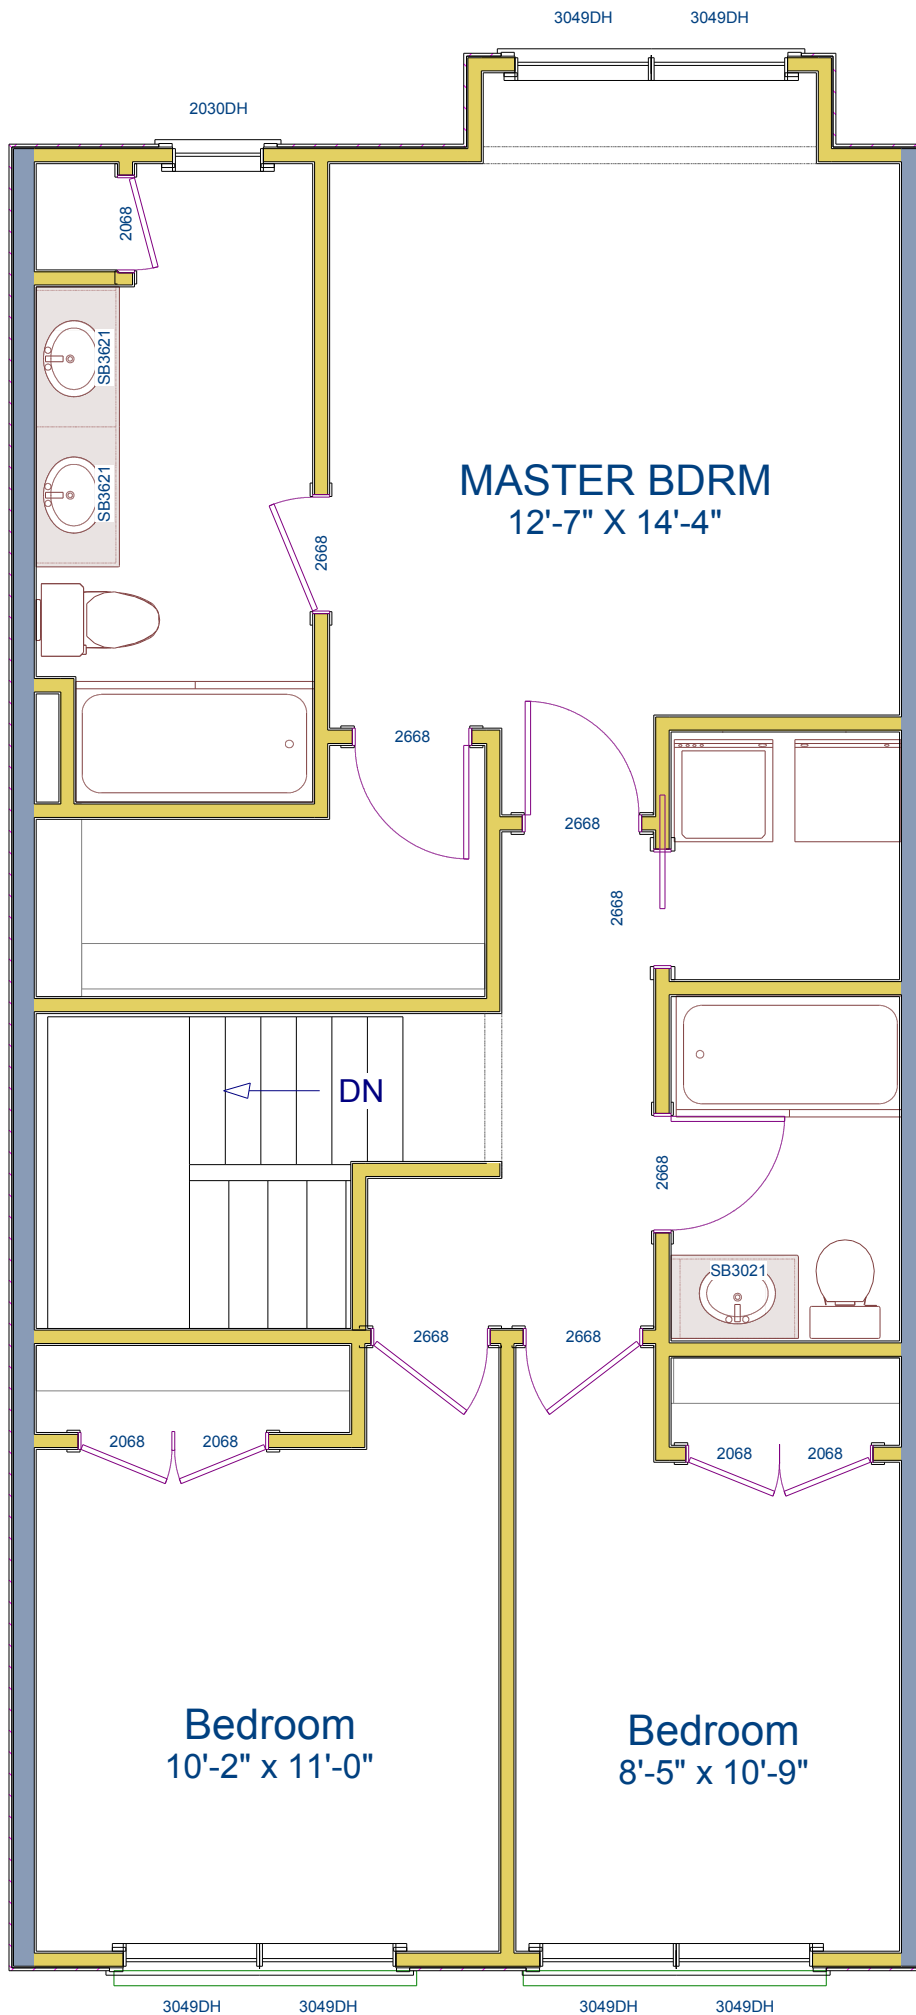 3049DH 3049DH
2030DH
2068
SB3621
SB3621
MASTER BDRM
12'-7" X 14'-4"
2668
2668
2668
2668
DN
2668
SB3021
2668
2668
2068 2068
2068 2068
Bedroom
10'-2" x 11'-0"
Bedroom
8'-5" x 10'-9"
3049DH 3049DH
3049DH 3049DH